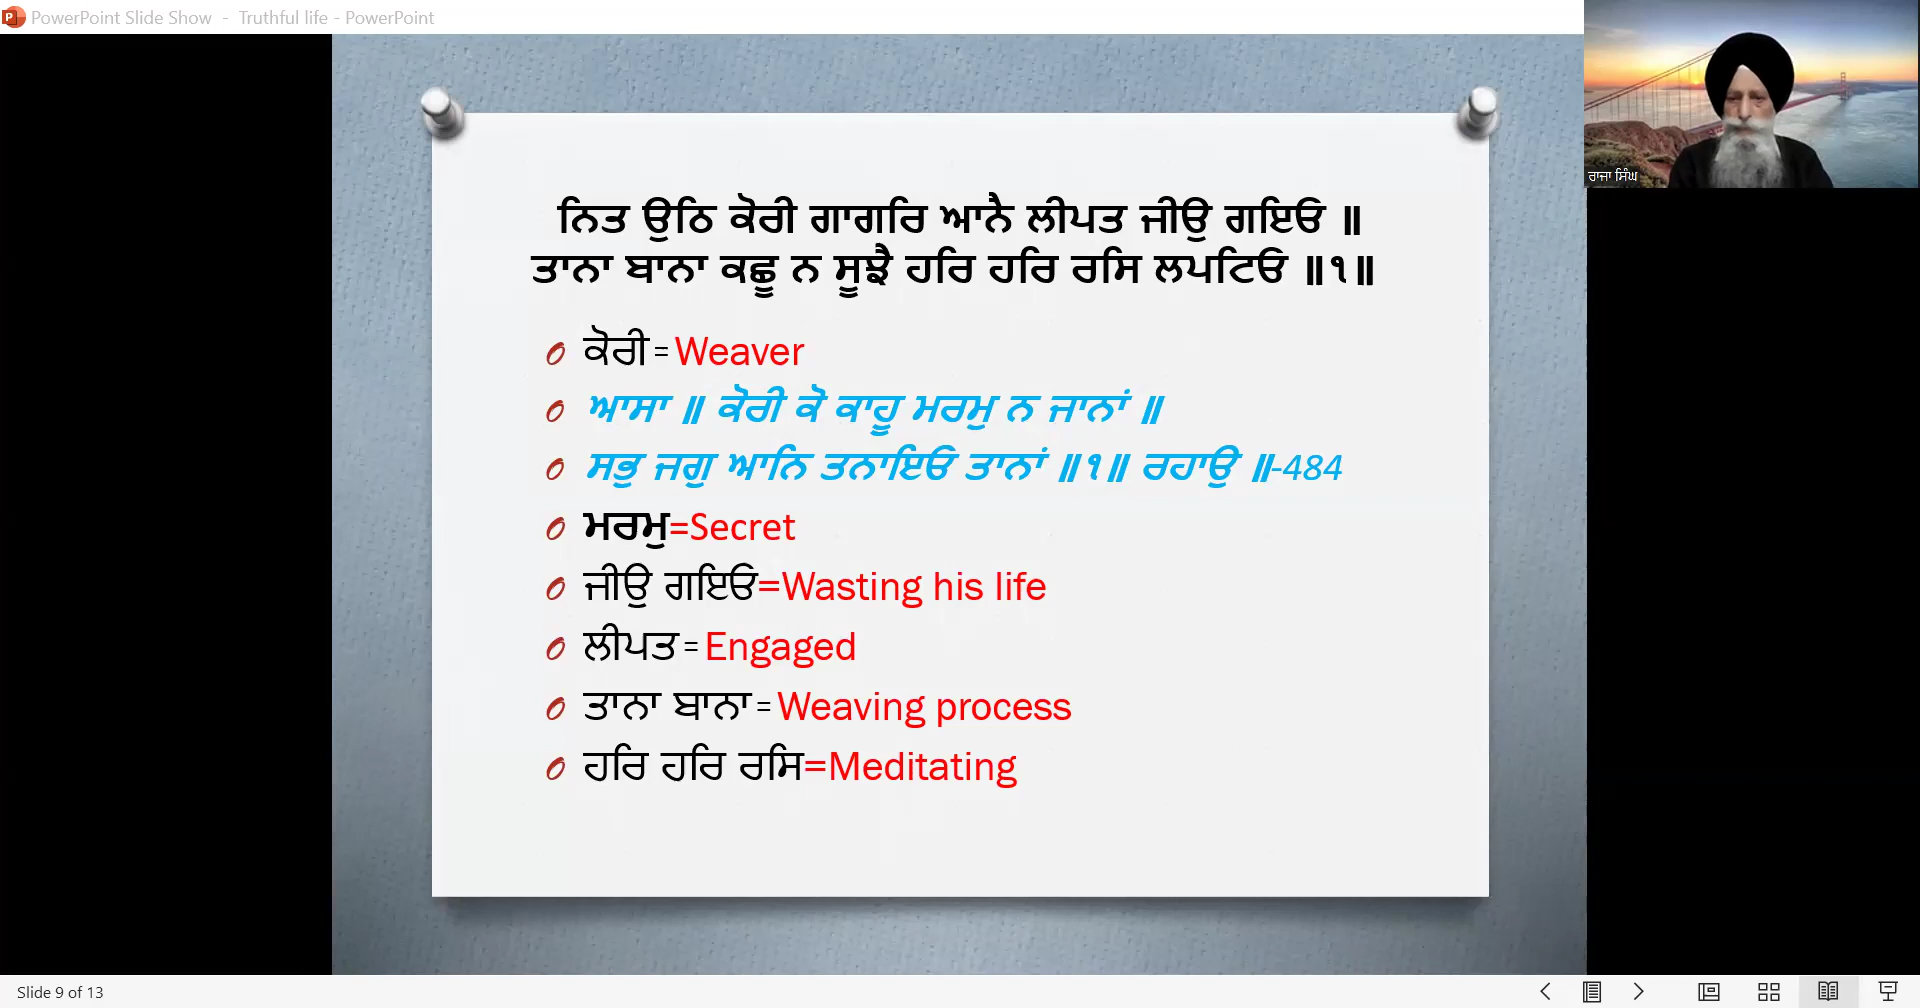 PowerPoint Slide Show - Truthful life - PowerPoint
ਰਾਜਾ ਸਿੰਘ
ਨਿਤ ਉਠਿ ਕੋਰੀ ਗਾਗਰਿ ਆਨੈ ਲੀਪਤ ਜੀਉ ਗਇਓ ॥
ਤਾਨਾ ਬਾਨਾ ਕਛੂ ਨ ਸੂਝੈ ਹਰਿ ਹਰਿ ਰਸਿ ਲਪਟਿਓ ॥੧॥
ਕੋਰੀ = Weaver
ਆਸਾ ॥ ਕੋਰੀ ਕੋ ਕਾਹੂ ਮਰਮੁ ਨ ਜਾਨਾਂ ॥
ਸਭੁ ਜਗੁ ਆਨਿ ਤਨਾਇਓ ਤਾਨਾਂ ॥੧॥ ਰਹਾਉ ॥-484
ਮਰਮੁ=Secret
ਜੀਉ ਗਇਓ=Wasting his life
ਲੀਪਤ = Engaged
ਤਾਨਾ ਬਾਨਾ = Weaving process
ਹਰਿ ਹਰਿ ਰਸਿ=Meditating
Slide 9 of 13